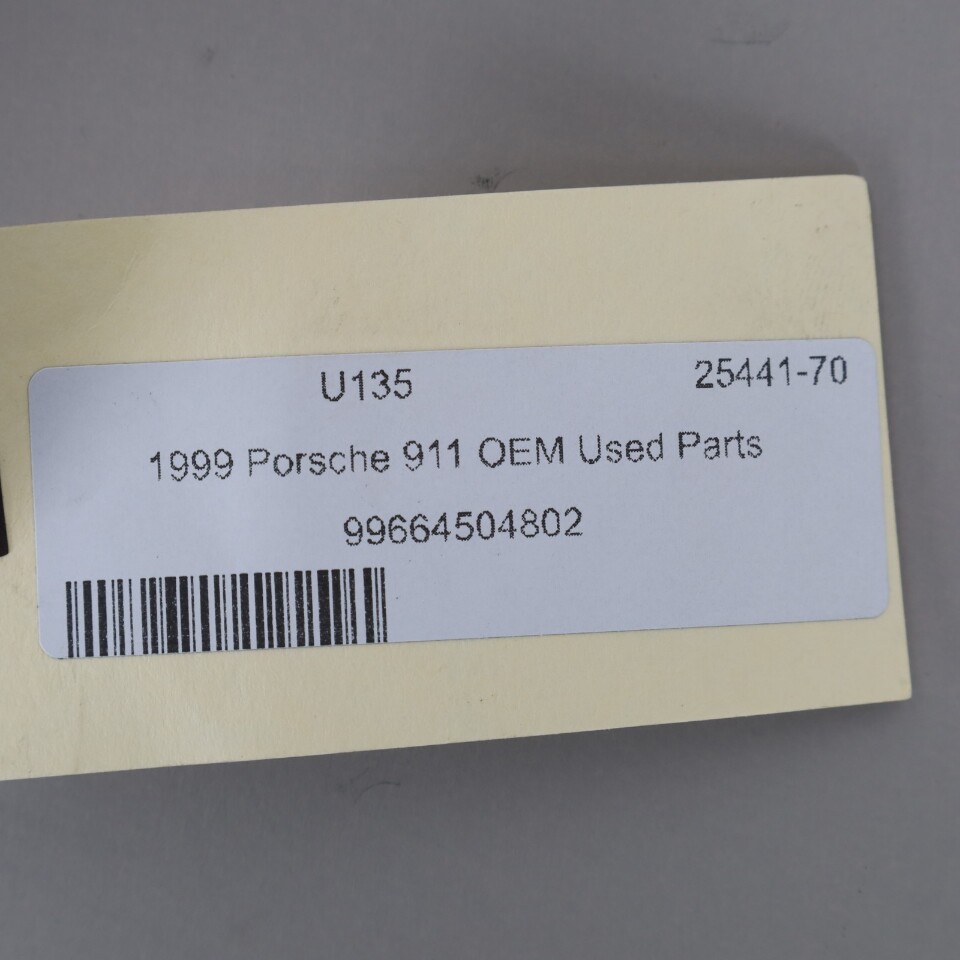 U135 25441-70
1999 Porsche 911 OEM Used Parts
99664504802